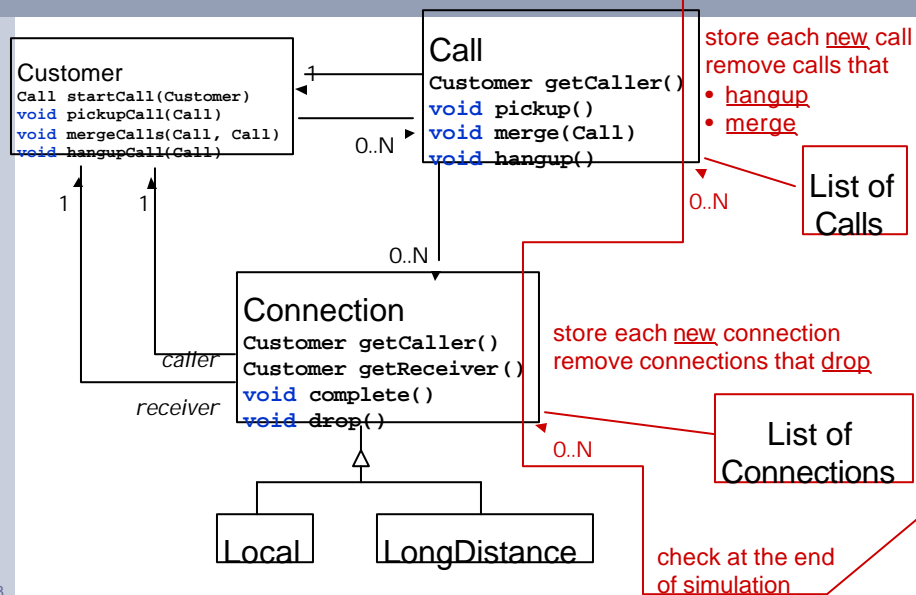 Customer
Call startCall(Customer)
void pickupCall(Call)
void mergeCalls(Call, Call)
void hangupCall(Call)
1
0..N
Call
Customer getCaller()
void pickup()
void merge(Call)
void hangup()
store each new call
remove calls that
• hangup
• merge
List of
Calls
0..N
1
1
0..N
Connection
Customer getCaller()
Customer getReceiver()
void complete()
void drop()
caller
receiver
store each new connection
remove connections that drop
List of
Connections
0..N
Local
LongDistance
check at the end
of simulation